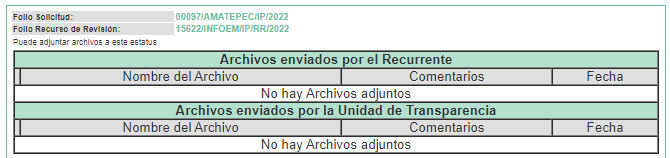 Folio Solicitud: 00097/AMATEPEC/IP/2022
Folio Recurso de Revisión: 15622/INFOEM/IP/RR/2022
Puede adjuntar archivos a este estatus
Archivos enviados por el Recurrente
Nombre del Archivo Comentarios Fecha
No hay Archivos adjuntos
Archivos enviados por la Unidad de Transparencia
Nombre del Archivo Comentarios Fecha
No hay Archivos adjuntos